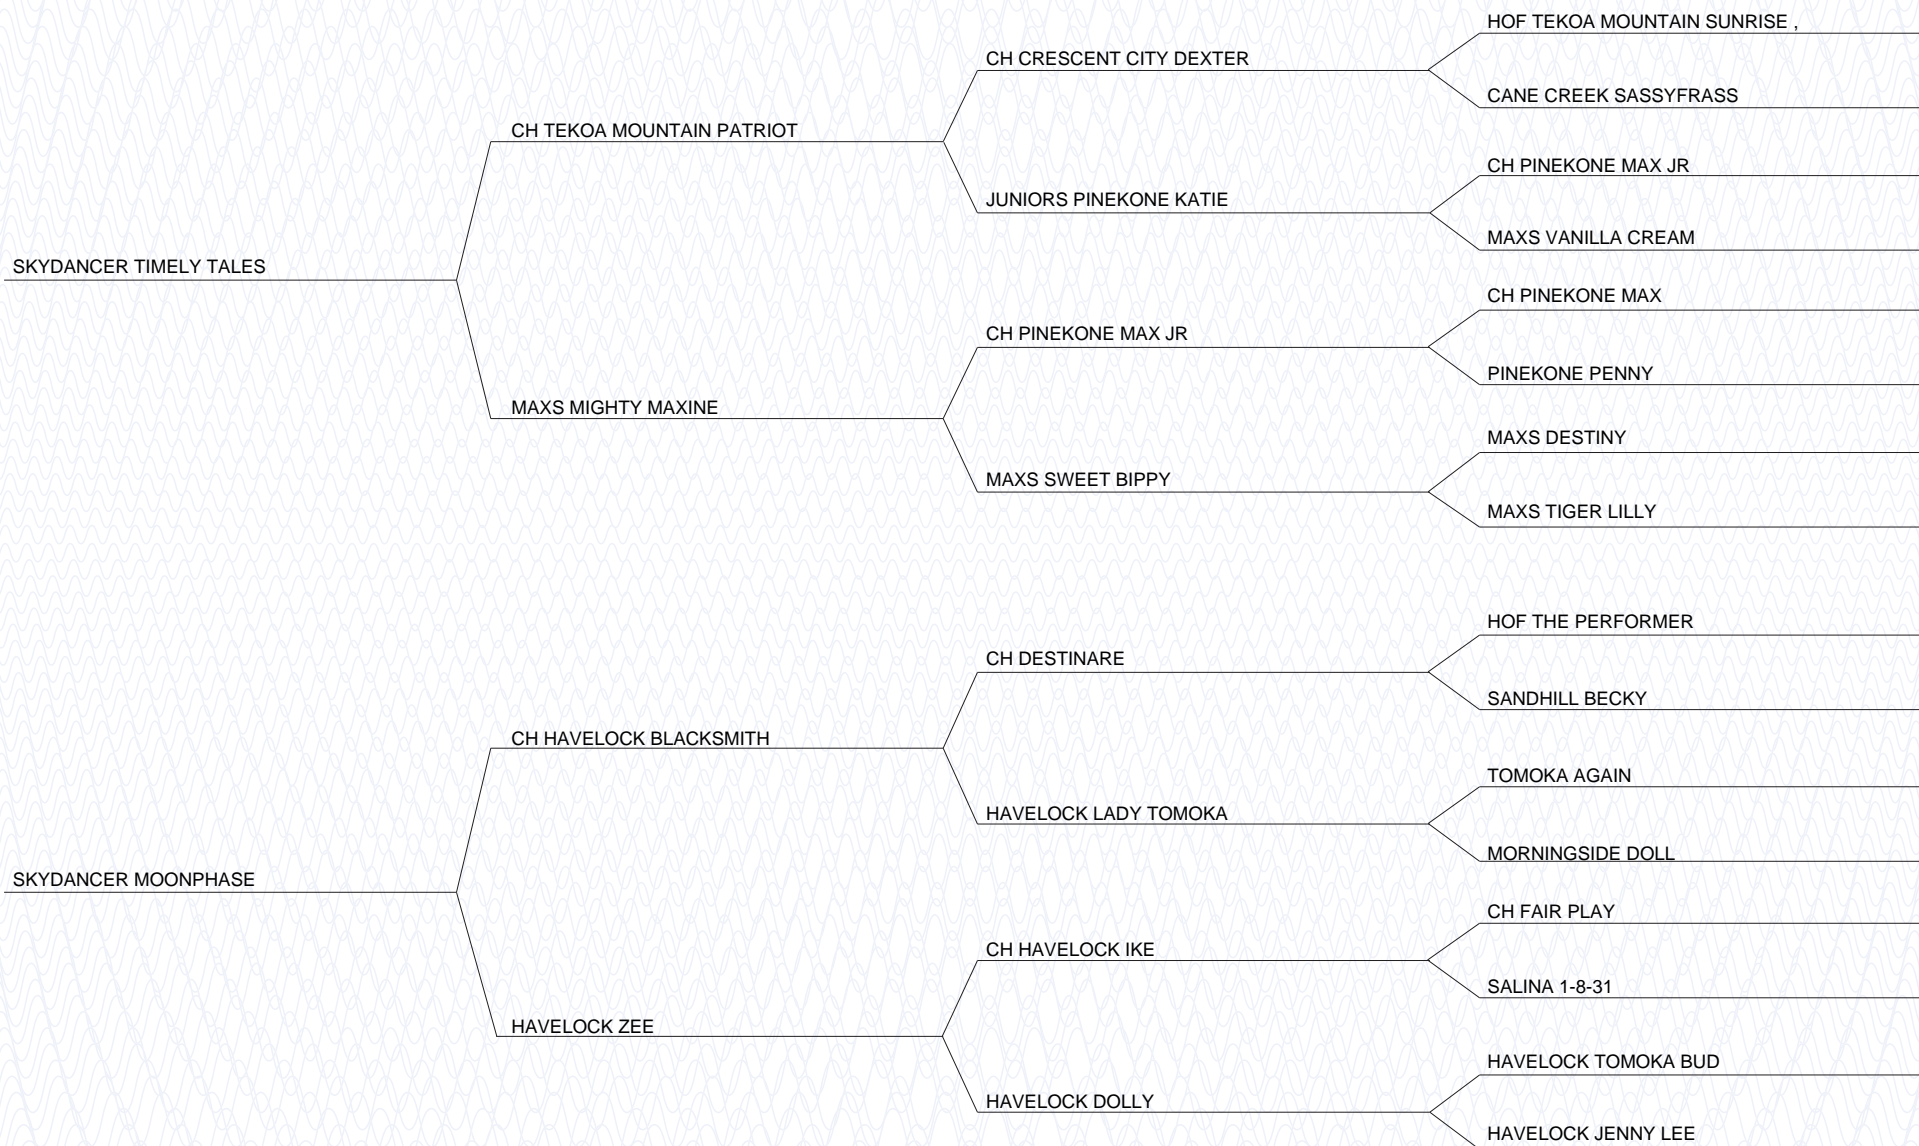 HOF TEKOA MOUNTAIN SUNRISE ,
CH CRESCENT CITY DEXTER
CANE CREEK SASSYFRASS
CH TEKOA MOUNTAIN PATRIOT
CH PINEKONE MAX JR
JUNIORS PINEKONE KATIE
MAXS VANILLA CREAM
SKYDANCER TIMELY TALES
CH PINEKONE MAX
CH PINEKONE MAX JR
PINEKONE PENNY
MAXS MIGHTY MAXINE
MAXS DESTINY
MAXS SWEET BIPPY
MAXS TIGER LILLY
HOF THE PERFORMER
CH DESTINARE
SANDHILL BECKY
CH HAVELOCK BLACKSMITH
TOMOKA AGAIN
HAVELOCK LADY TOMOKA
MORNINGSIDE DOLL
SKYDANCER MOONPHASE
CH FAIR PLAY
CH HAVELOCK IKE
SALINA 1-8-31
HAVELOCK ZEE
HAVELOCK TOMOKA BUD
HAVELOCK DOLLY
HAVELOCK JENNY LEE